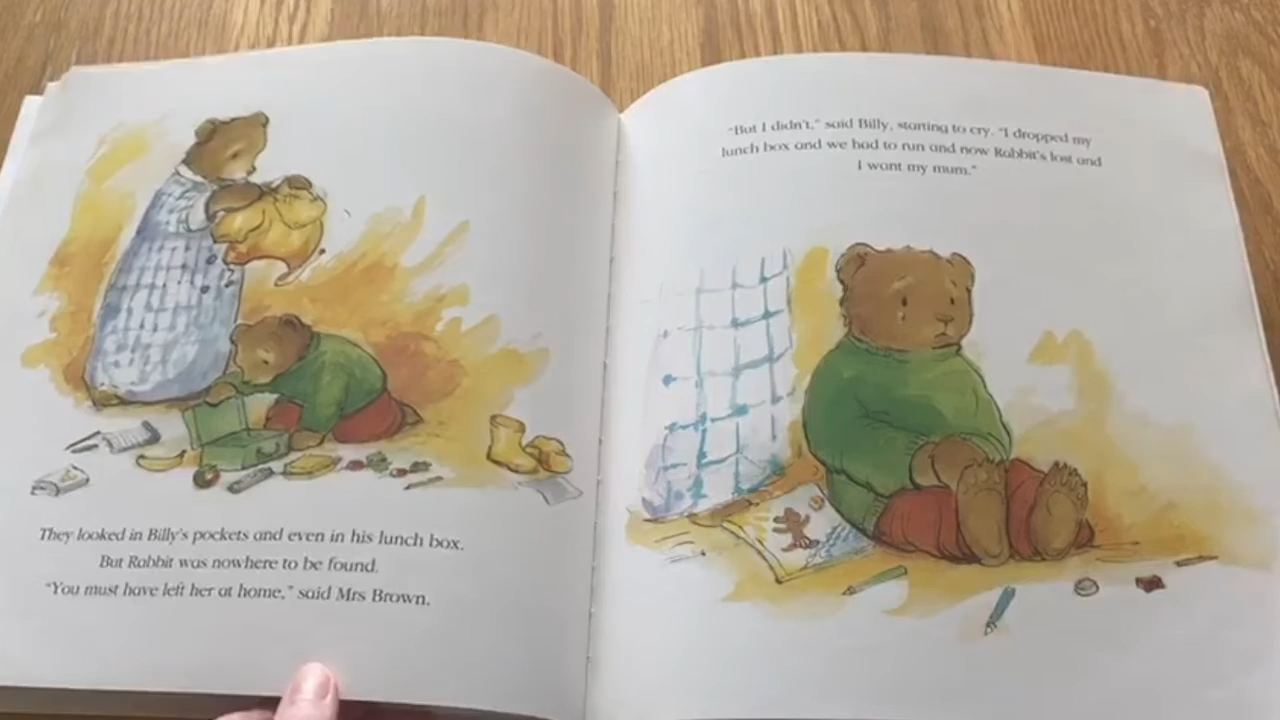 They looked in Billy's pockets and even in his lunch box.
But Rabbit was nowhere to be found.
"You must have left her at home," said Mrs Brown.
"But I didn't," said Billy, starting to cry. "I dropped my
lunch box and we had to run and now Rabbit's lost and
I want my mum."